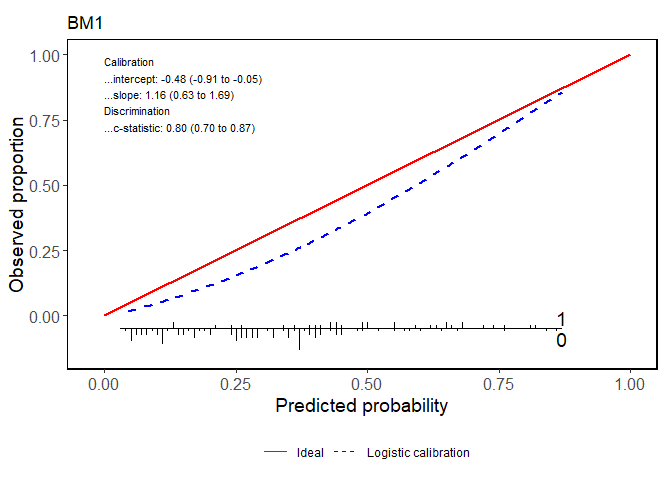 BM1
Calibration
...intercept: -0.48 (-0.91 to -0.05)
...slope: 1.16 (0.63 to 1.69)
Discrimination
...c-statistic: 0.80 (0.70 to 0.87)
1.00
0.75
0.50
0.25
0.00
Observed proportion
1
0
0.00 0.25 0.50 0.75 1.00
Predicted probability
Ideal Logistic calibration